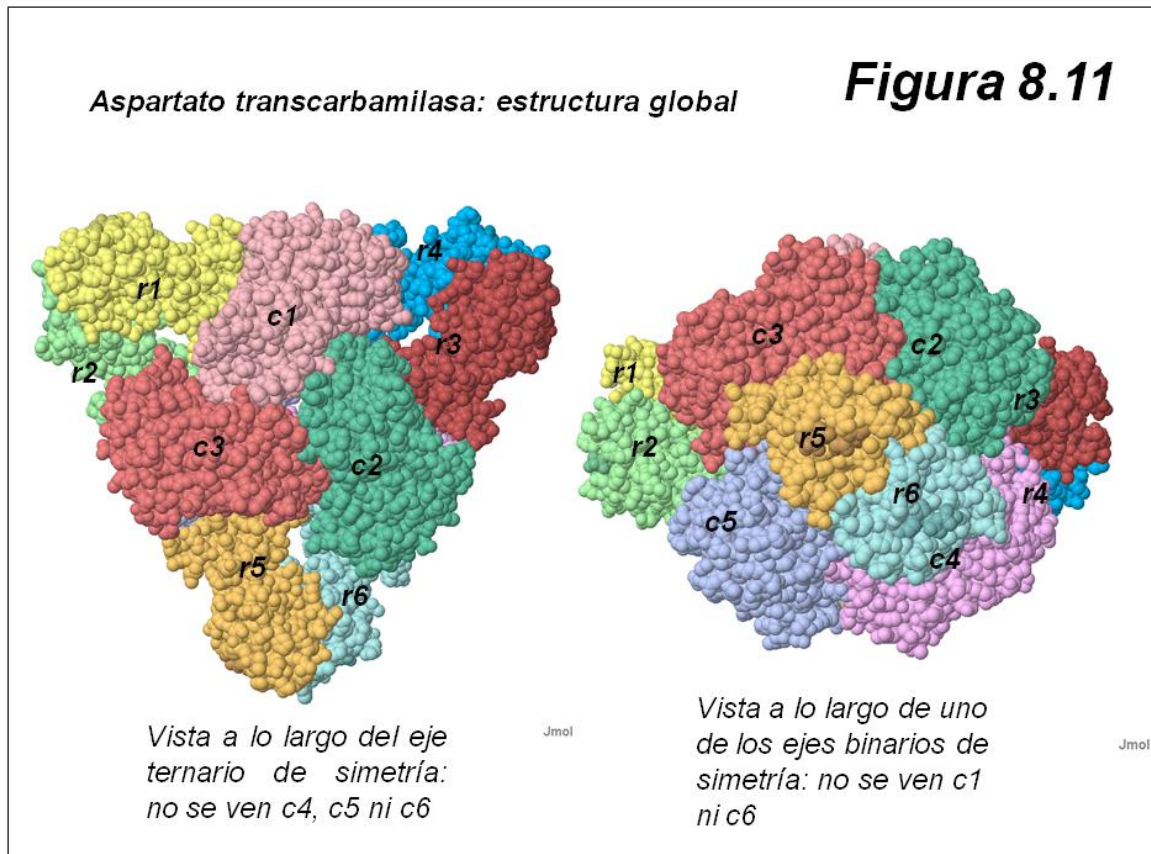 Figura 8.11
Aspartato transcarbamilasa: estructura global
r1
c1
r4
r3
r2
c3
c2
r5
r6
c3
c2
r1
r3
r2
r5
r6
r4
c5
c4
Vista a lo largo del eje
ternario de simetría:
no se ven c4, c5 ni c6
Jmol
Vista a lo largo de uno
de los ejes binarios de
simetría: no se ven c1
ni c6
Jmol